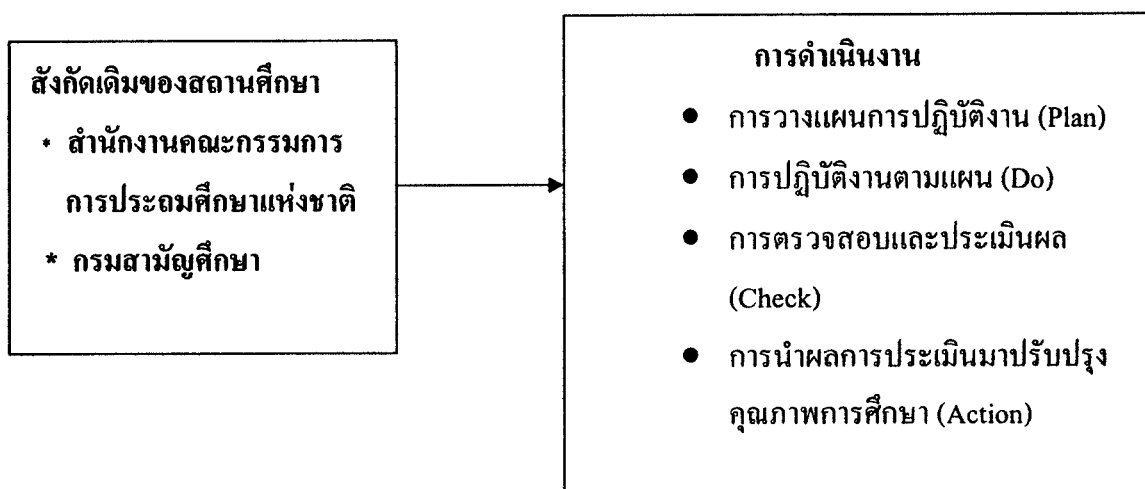 สังกัดเดิมของสถานศึกษา
* สำนักงานคณะกรรมการ
การประถมศึกษาแห่งชาติ
* กรมสามัญศึกษา
การดำเนินงาน
● การวางแผนการปฏิบัติงาน (Plan)
● การปฏิบัติงานตามแผน (Do)
● การตรวจสอบและประเมินผล
(Check)
● การนำผลการประเมินมาปรับปรุง
คุณภาพการศึกษา (Action)